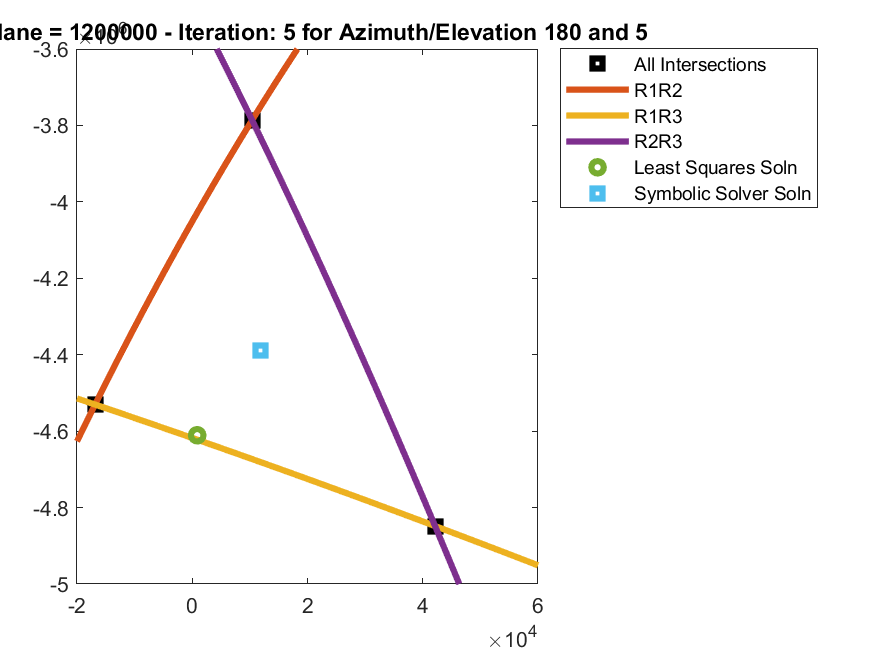 lane = 1200000 - Iteration: 5 for Azimuth/Elevation 180 and 5
×10⁶
-3.6
-3.8
-4
-4.2
-4.4
-4.6
-4.8
-5
-2 0 2 4 6
×10⁴
All Intersections
R1R2
R1R3
R2R3
Least Squares Soln
Symbolic Solver Soln